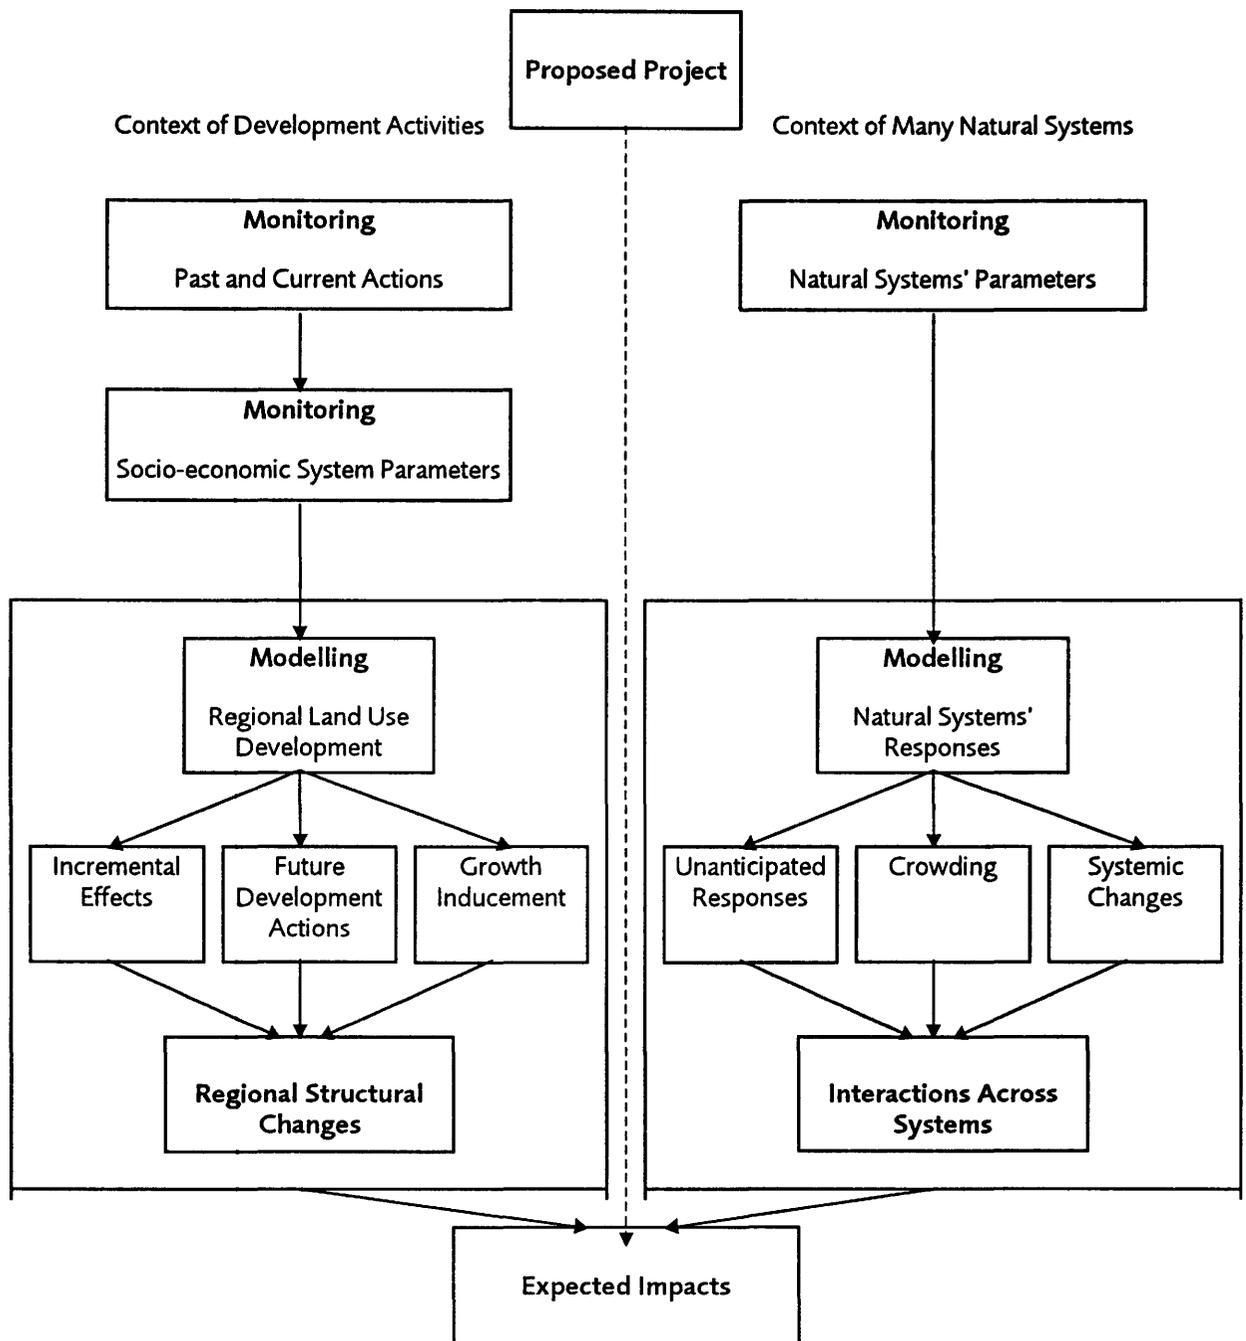 Proposed Project
Context of Development Activities
Context of Many Natural Systems
Monitoring
Past and Current Actions
Monitoring
Natural Systems' Parameters
Monitoring
Socio-economic System Parameters
Modelling
Regional Land Use
Development
Modelling
Natural Systems'
Responses
Incremental
Effects
Future
Development
Actions
Growth
Inducement
Unanticipated
Responses
Crowding
Systemic
Changes
Regional Structural
Changes
Interactions Across
Systems
Expected Impacts